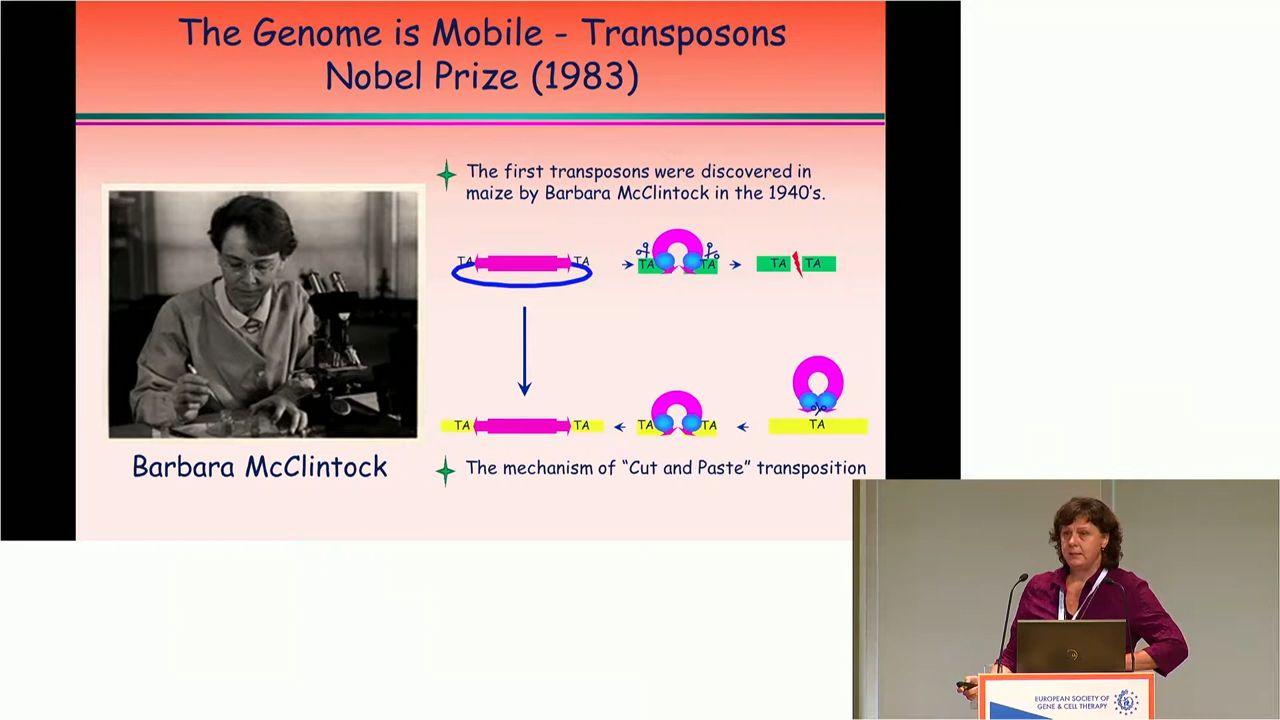 The Genome is Mobile - Transposons
Nobel Prize (1983)
The first transposons were discovered in
maize by Barbara McClintock in the 1940's.
TA TA
TA TA
TA TA
TA TA
TA TA
TA
Barbara McClintock
The mechanism of “Cut and Paste” transposition
EUROPEAN SOCIETY OF
GENE & CELL THERAPY